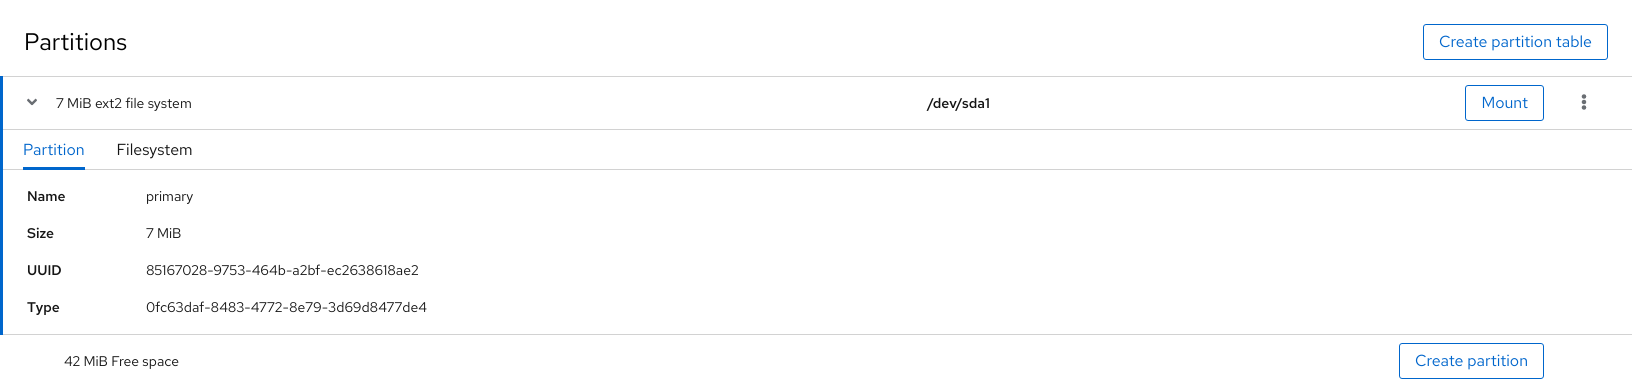 Partitions
Create partition table
7 MiB ext2 file system /dev/sda1 Mount
Partition Filesystem
Name primary
Size 7 MiB
UUID 85167028-9753-464b-a2bf-ec2638618ae2
Type 0fc63daf-8483-4772-8e79-3d69d8477de4
42 MiB Free space Create partition